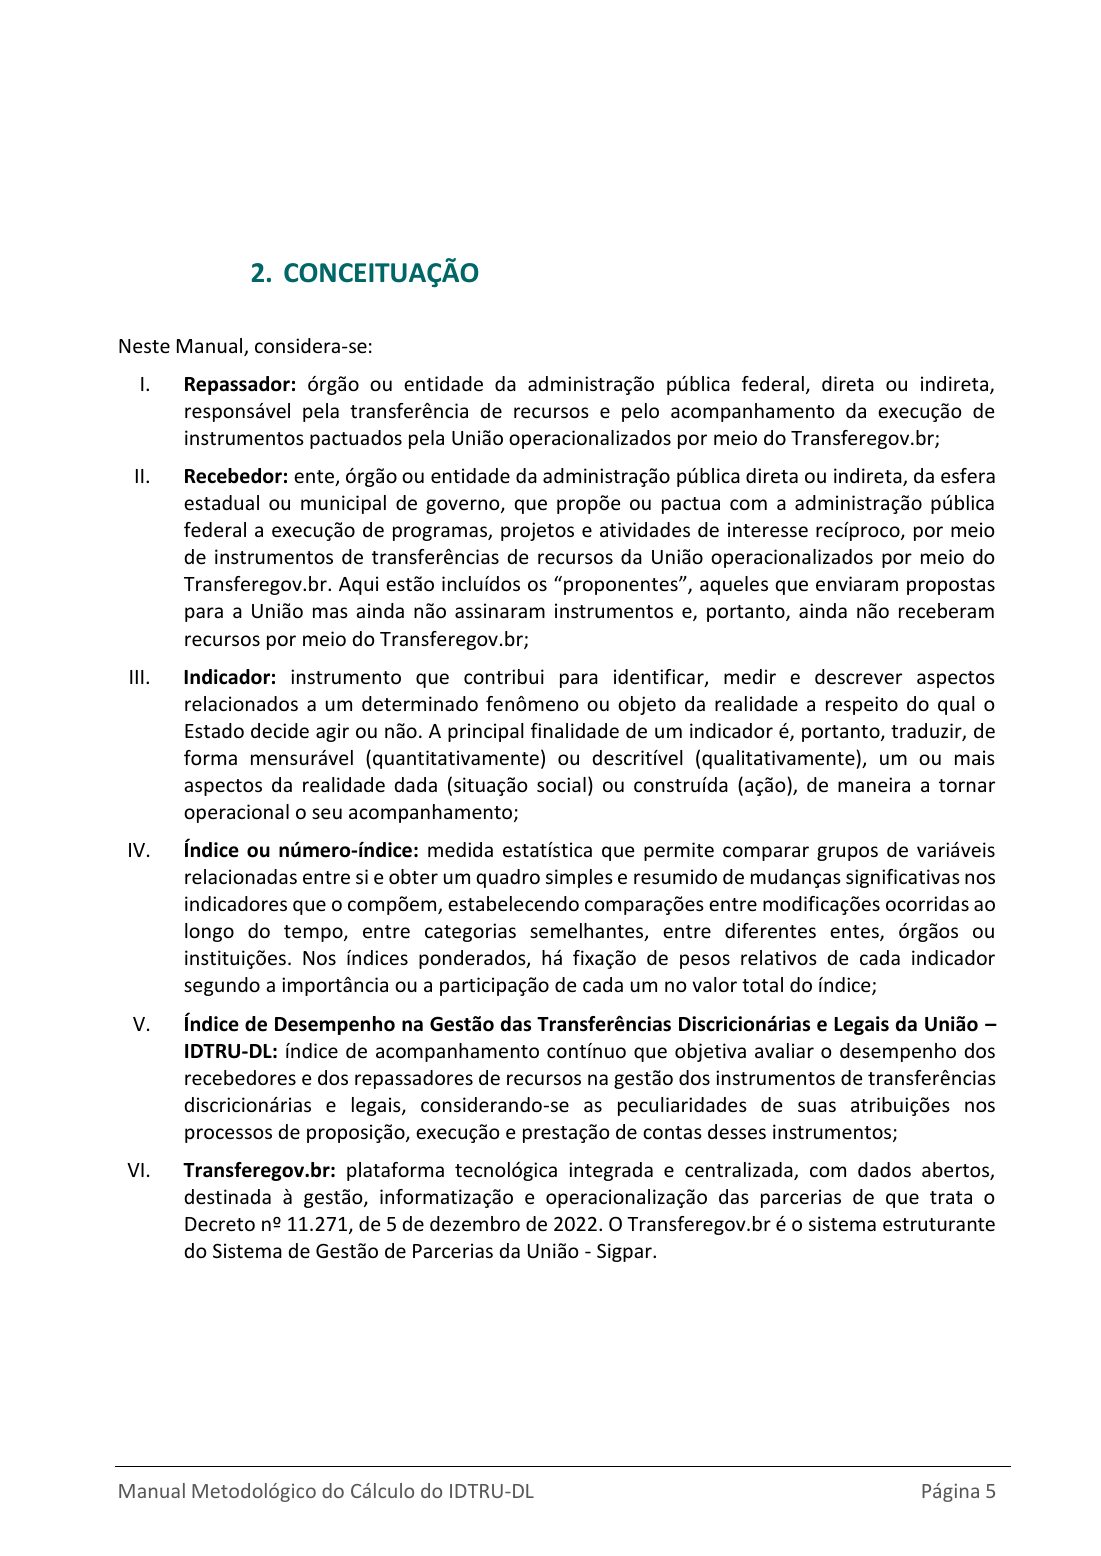 2. CONCEITUAÇÃO
Neste Manual, considera-se:
I. Repassador: órgão ou entidade da administração pública federal, direta ou indireta,
responsável pela transferência de recursos e pelo acompanhamento da execução de
instrumentos pactuados pela União operacionalizados por meio do Transferegov.br;
II. Recebedor: ente, órgão ou entidade da administração pública direta ou indireta, da esfera
estadual ou municipal de governo, que propõe ou pactua com a administração pública
federal a execução de programas, projetos e atividades de interesse recíproco, por meio
de instrumentos de transferências de recursos da União operacionalizados por meio do
Transferegov.br. Aqui estão incluídos os “proponentes”, aqueles que enviaram propostas
para a União mas ainda não assinaram instrumentos e, portanto, ainda não receberam
recursos por meio do Transferegov.br;
III. Indicador: instrumento que contribui para identificar, medir e descrever aspectos
relacionados a um determinado fenômeno ou objeto da realidade a respeito do qual o
Estado decide agir ou não. A principal finalidade de um indicador é, portanto, traduzir, de
forma mensurável (quantitativamente) ou descritível (qualitativamente), um ou mais
aspectos da realidade dada (situação social) ou construída (ação), de maneira a tornar
operacional o seu acompanhamento;
IV. Índice ou número-índice: medida estatística que permite comparar grupos de variáveis
relacionadas entre si e obter um quadro simples e resumido de mudanças significativas nos
indicadores que o compõem, estabelecendo comparações entre modificações ocorridas ao
longo do tempo, entre categorias semelhantes, entre diferentes entes, órgãos ou
instituições. Nos índices ponderados, há fixação de pesos relativos de cada indicador
segundo a importância ou a participação de cada um no valor total do índice;
V. Índice de Desempenho na Gestão das Transferências Discricionárias e Legais da União –
IDTRU-DL: índice de acompanhamento contínuo que objetiva avaliar o desempenho dos
recebedores e dos repassadores de recursos na gestão dos instrumentos de transferências
discricionárias e legais, considerando-se as peculiaridades de suas atribuições nos
processos de proposição, execução e prestação de contas desses instrumentos;
VI. Transferegov.br: plataforma tecnológica integrada e centralizada, com dados abertos,
destinada à gestão, informatização e operacionalização das parcerias de que trata o
Decreto nº 11.271, de 5 de dezembro de 2022. O Transferegov.br é o sistema estruturante
do Sistema de Gestão de Parcerias da União - Sigpar.
Manual Metodológico do Cálculo do IDTRU-DL Página 5